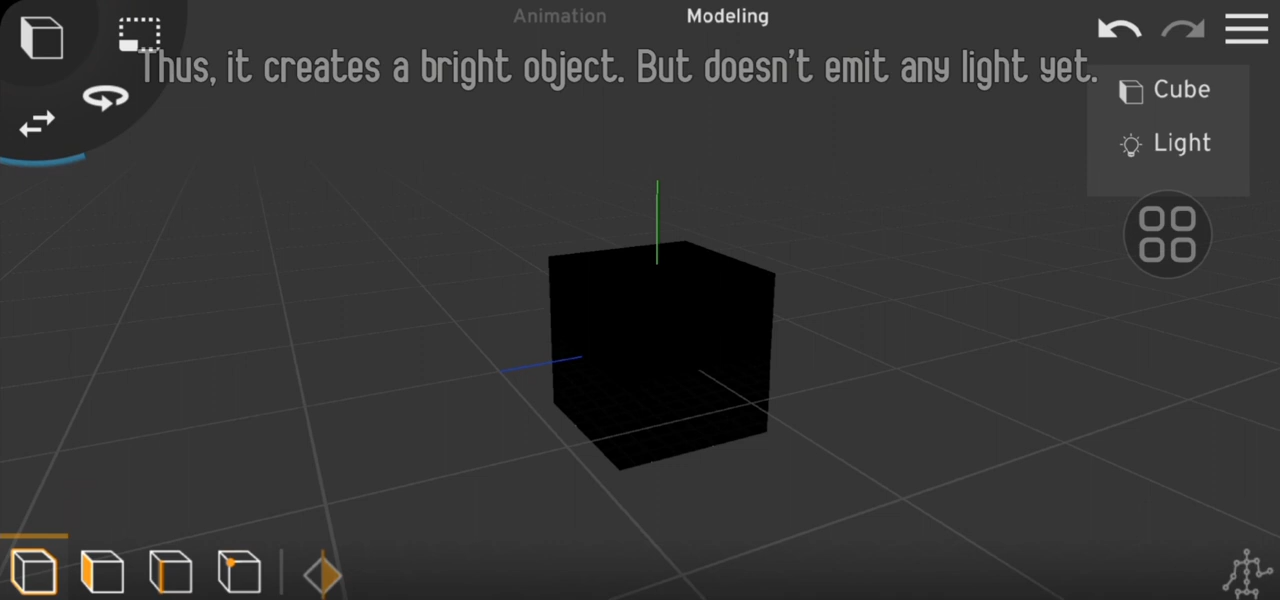 Animation
Modeling
Thus, it creates a bright object. But doesn't emit any light yet.
Cube
Light